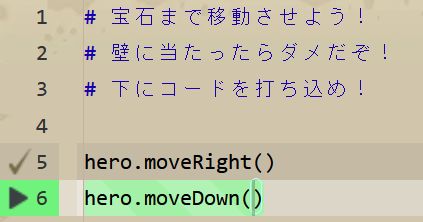 1 # 宝石まで移動させよう！
2 # 壁に当たったらダメだぞ！
3 # 下にコードを打ち込め！
4
5 hero.moveRight()
6 hero.moveDown()